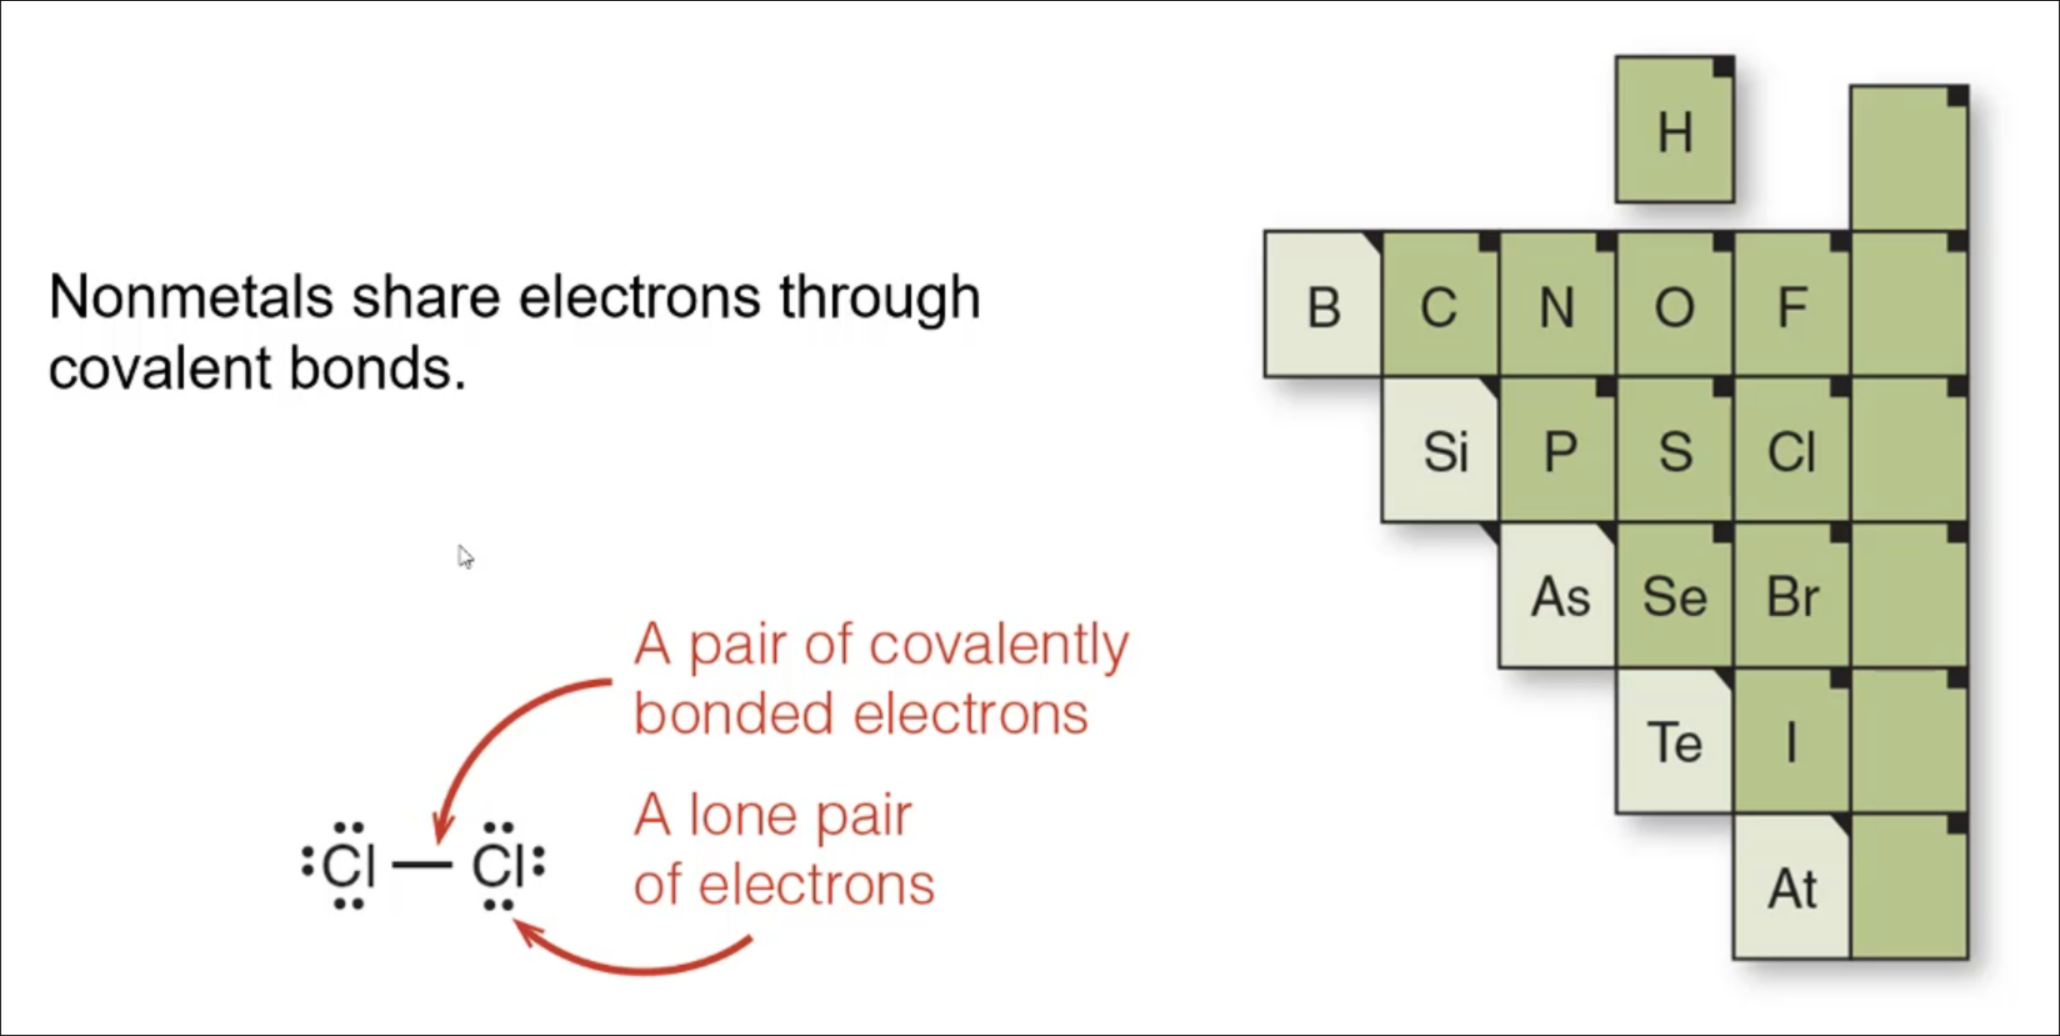 Nonmetals share electrons through
covalent bonds.
A pair of covalently
bonded electrons
A lone pair
of electrons
:Cl — Cl:
H
B C N O F
Si P S Cl
As Se Br
Te I
At